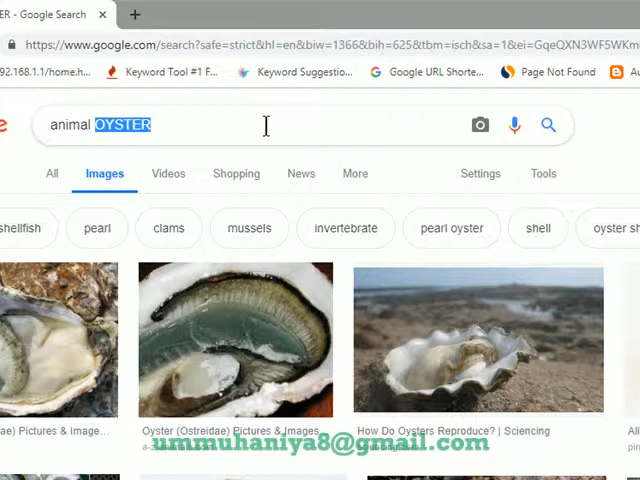 ER - Google Search
https://www.google.com/search?safe=strict&hl=en&biw=1366&bih=625&tbm=isch&sa=1&ei=GqeQXN3WF5WKm
92.168.1.1/home.h... Keyword Tool #1 F... Keyword Suggestio... Google URL Shorte... Page Not Found Au
animal OYSTER
All Images Videos Shopping News More Settings Tools
shellfish pearl clams mussels invertebrate pearl oyster shell oyster sh
ae) Pictures & Image... Oyster (Ostreidae) Pictures & Images... How Do Oysters Reproduce? | Sciencing All
pin
ummuhaniya8@gmail.com